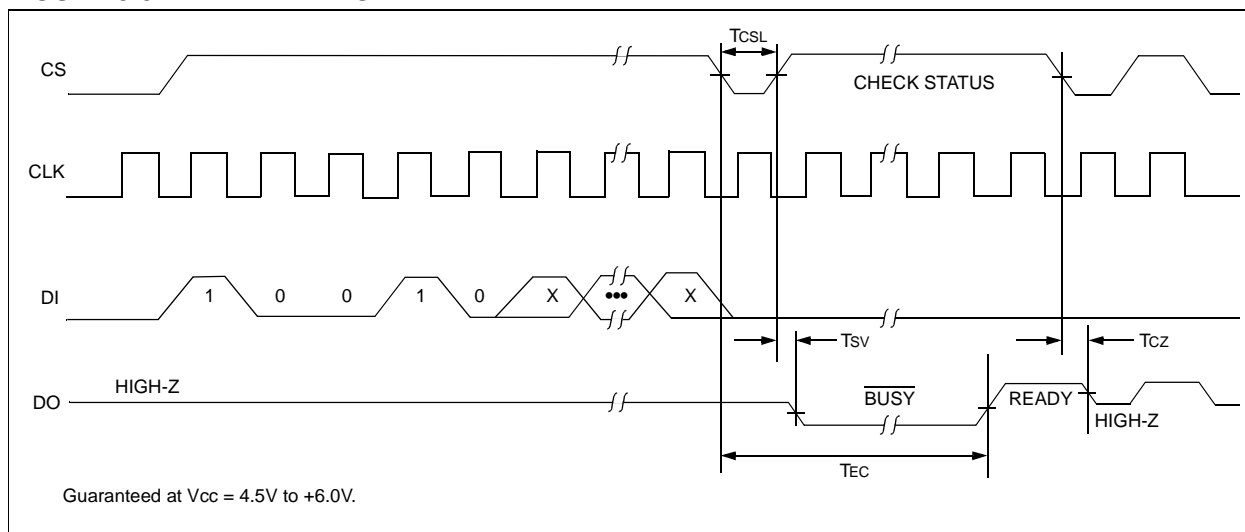 TCSL
CS
CHECK STATUS
CLK
DI
1 0 0 1 0 X ••• X
TSV
TCZ
HIGH-Z
DO
BUSY
READY
HIGH-Z
TEC
Guaranteed at Vcc = 4.5V to +6.0V.